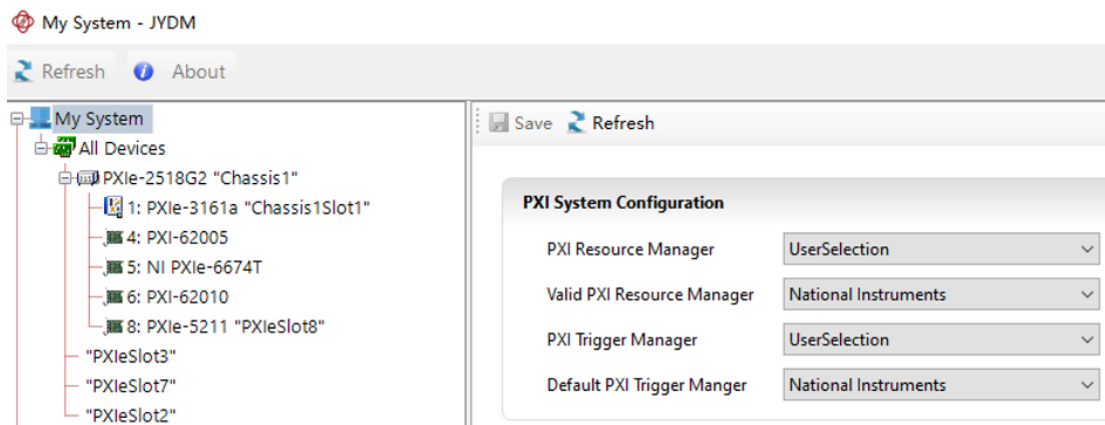 My System - JYDM
Refresh About
My System
All Devices
PXIe-2518G2 "Chassis1"
1: PXIe-3161a "Chassis1Slot1"
4: PXI-62005
5: NI PXIe-6674T
6: PXI-62010
8: PXIe-5211 "PXIeSlot8"
"PXIeSlot3"
"PXIeSlot7"
"PXIeSlot2"
Save Refresh
PXI System Configuration
PXI Resource Manager UserSelection
Valid PXI Resource Manager National Instruments
PXI Trigger Manager UserSelection
Default PXI Trigger Manger National Instruments